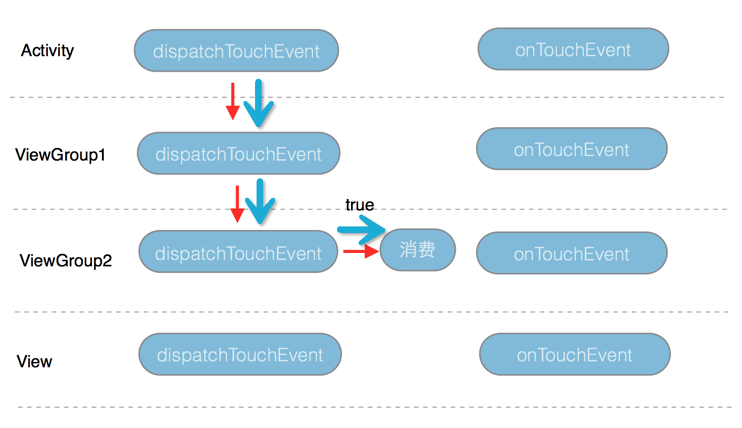 Activity
dispatchTouchEvent
onTouchEvent
ViewGroup1
dispatchTouchEvent
onTouchEvent
true
ViewGroup2
dispatchTouchEvent
消费
onTouchEvent
View
dispatchTouchEvent
onTouchEvent